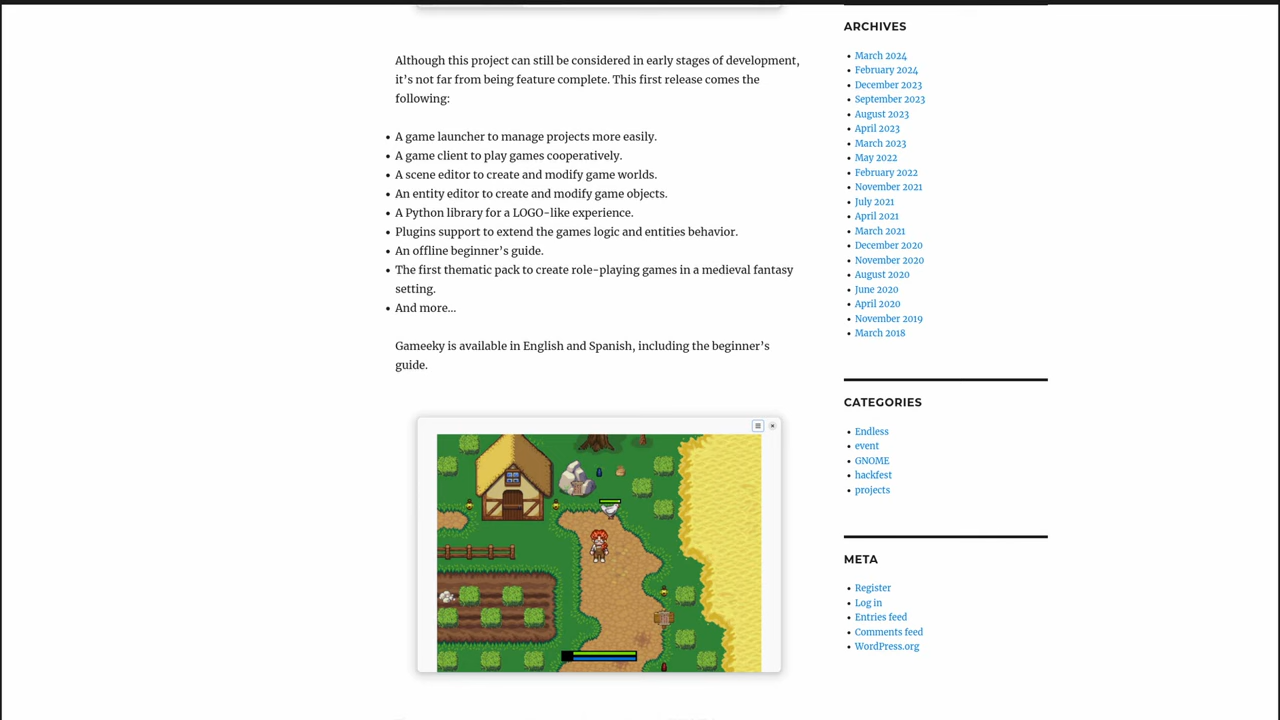 Although this project can still be considered in early stages of development,
it's not far from being feature complete. This first release comes the
following:
• A game launcher to manage projects more easily.
• A game client to play games cooperatively.
• A scene editor to create and modify game worlds.
• An entity editor to create and modify game objects.
• A Python library for a LOGO-like experience.
• Plugins support to extend the games logic and entities behavior.
• An offline beginner's guide.
• The first thematic pack to create role-playing games in a medieval fantasy
setting.
• And more…
Gameeky is available in English and Spanish, including the beginner's
guide.
ARCHIVES
• March 2024
• February 2024
• December 2023
• September 2023
• August 2023
• April 2023
• March 2023
• May 2022
• February 2022
• November 2021
• July 2021
• April 2021
• March 2021
• December 2020
• November 2020
• August 2020
• June 2020
• April 2020
• November 2019
• March 2018
CATEGORIES
• Endless
• event
• GNOME
• hackfest
• projects
META
• Register
• Log in
• Entries feed
• Comments feed
• WordPress.org